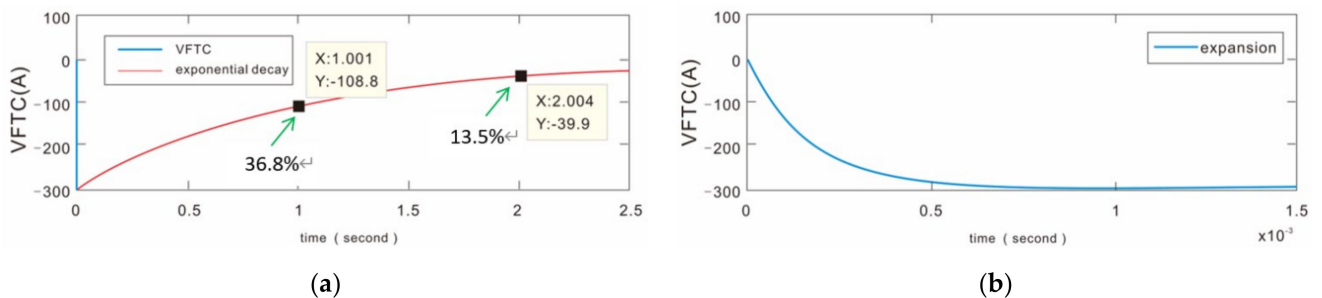 100
0
−100
−200
−300
VFTC(A)
VFTC
exponential decay
X:1.001
Y:-108.8
36.8%↵
13.5%↵
X:2.004
Y:-39.9
0 0.5 1 1.5 2 2.5
time ( second )
(a)
100
0
−100
−200
−300
VFTC(A)
expansion
0 0.5 1 1.5
x10⁻³
time ( second )
(b)